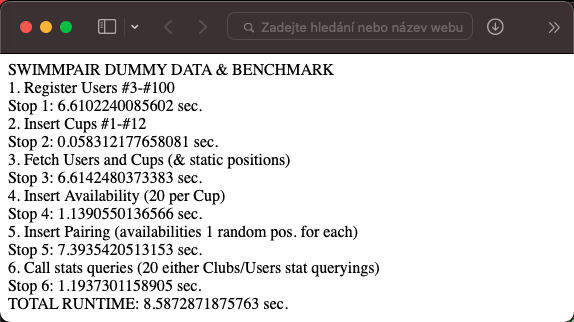 Zadejte hledání nebo název webu
SWIMMPAIR DUMMY DATA & BENCHMARK
1. Register Users #3-#100
Stop 1: 6.6102240085602 sec.
2. Insert Cups #1-#12
Stop 2: 0.058312177658081 sec.
3. Fetch Users and Cups (& static positions)
Stop 3: 6.6142480373383 sec.
4. Insert Availability (20 per Cup)
Stop 4: 1.1390550136566 sec.
5. Insert Pairing (availabilities 1 random pos. for each)
Stop 5: 7.3935420513153 sec.
6. Call stats queries (20 either Clubs/Users stat queryings)
Stop 6: 1.1937301158905 sec.
TOTAL RUNTIME: 8.5872871875763 sec.